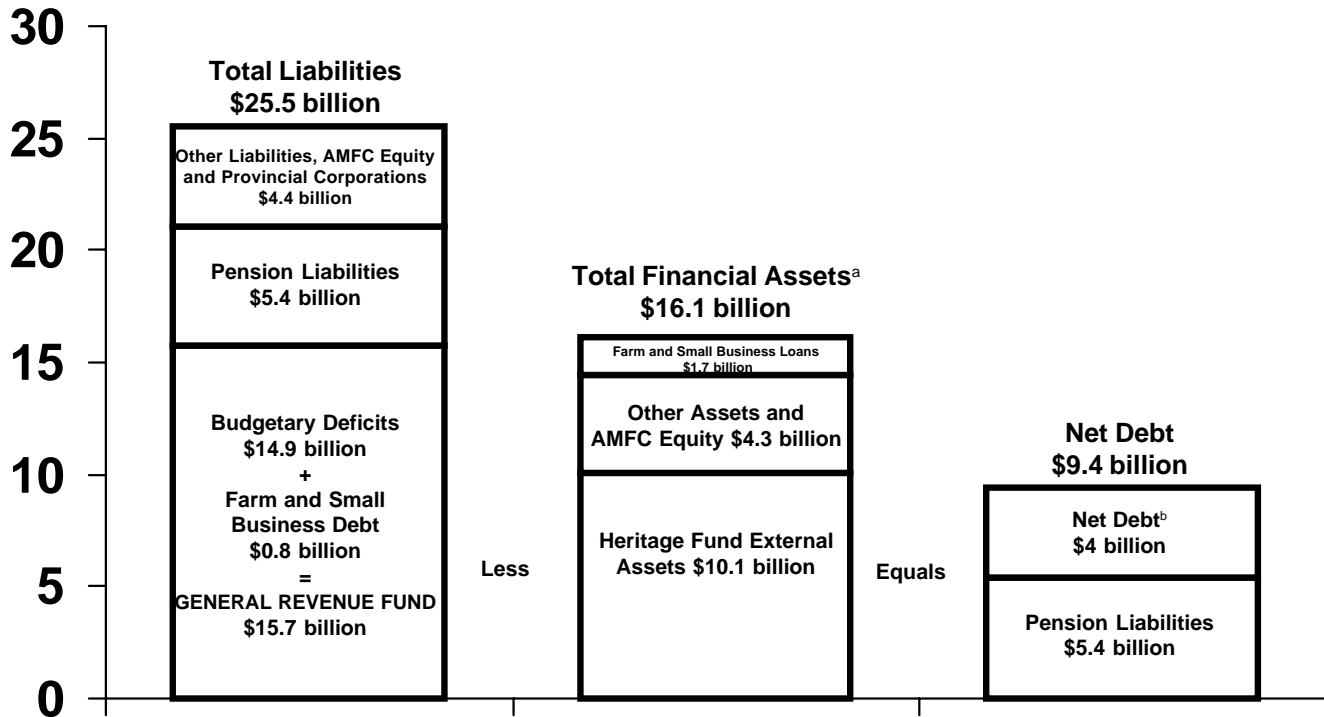 30
25
20
15
10
5
0
Total Liabilities
$25.5 billion
Other Liabilities, AMFC Equity
and Provincial Corporations
$4.4 billion
Pension Liabilities
$5.4 billion
Budgetary Deficits
$14.9 billion
+
Farm and Small
Business Debt
$0.8 billion
=
GENERAL REVENUE FUND
$15.7 billion
Less
Total Financial Assetsᵃ
$16.1 billion
Farm and Small Business Loans
$1.7 billion
Other Assets and
AMFC Equity $4.3 billion
Heritage Fund External
Assets $10.1 billion
Equals
Net Debt
$9.4 billion
Net Debtᵇ
$4 billion
Pension Liabilities
$5.4 billion